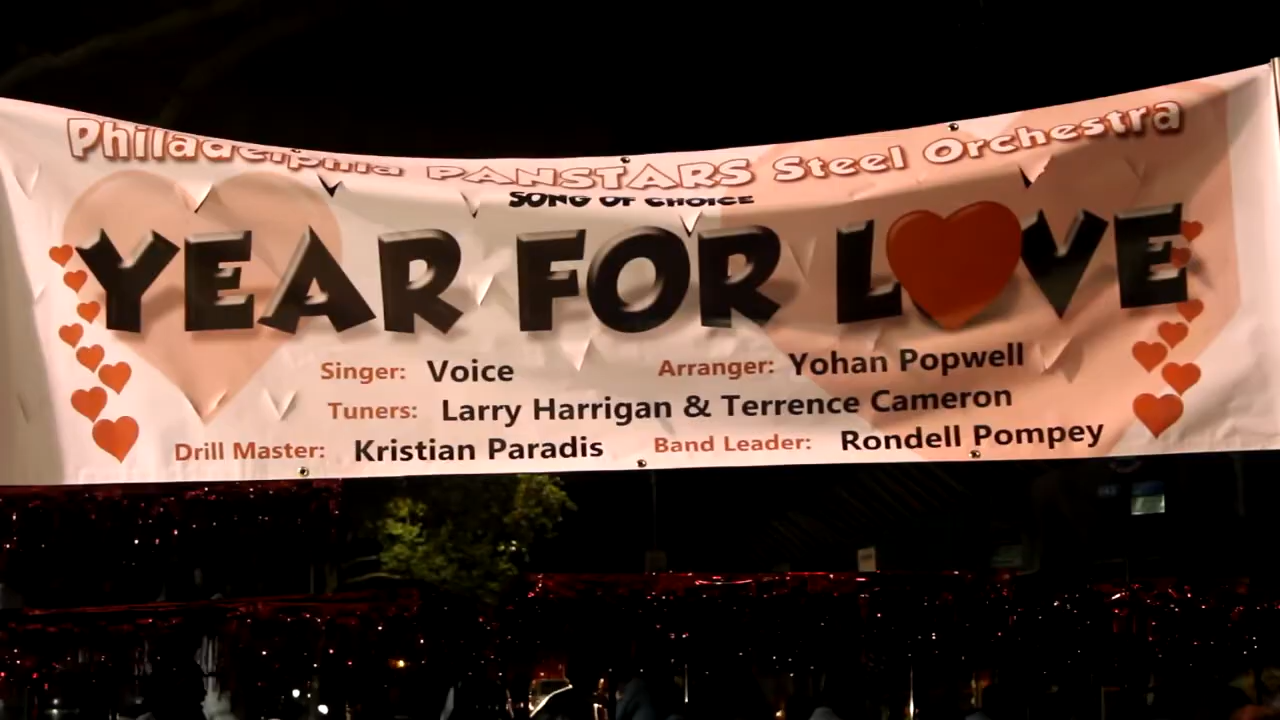 Philadelphia PANSTARS Steel Orchestra
SONG OF CHOICE
YEAR FOR LOVE
Singer: Voice Arranger: Yohan Popwell
Tuners: Larry Harrigan & Terrence Cameron
Drill Master: Kristian Paradis Band Leader: Rondell Pompey